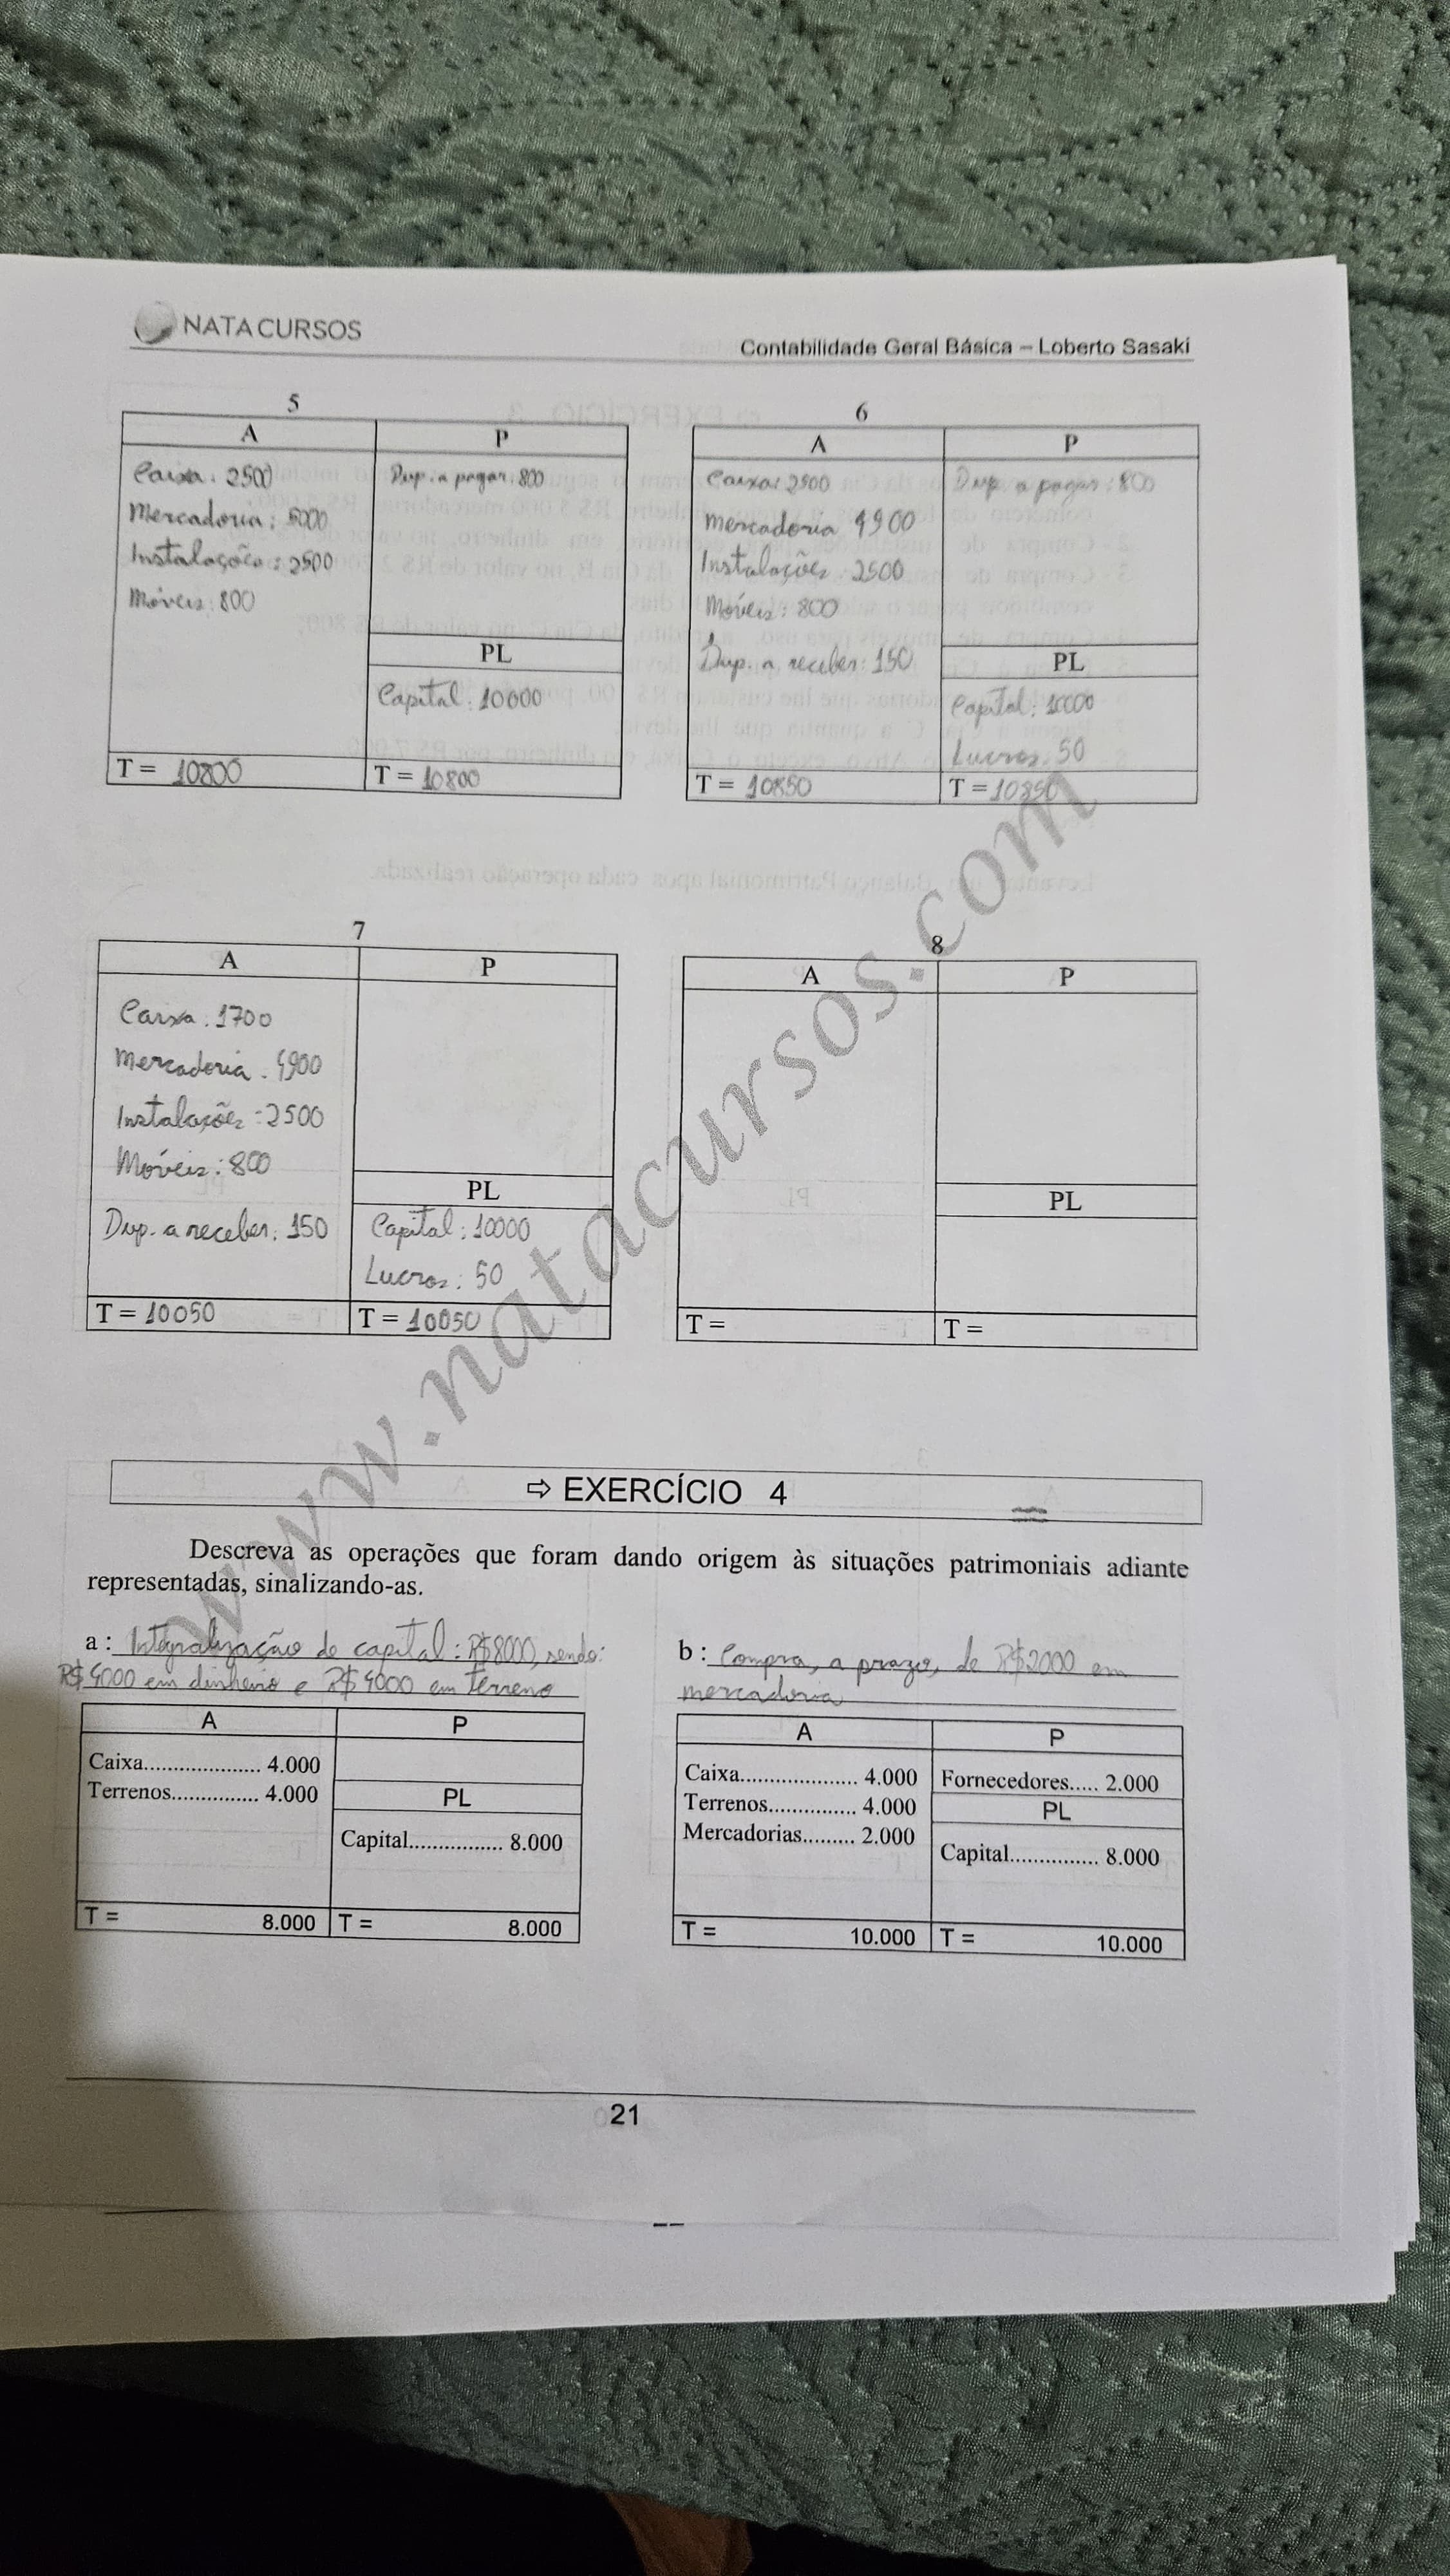 NATA CURSOS
Contabilidade Geral Básica – Loberto Sasaki
5
A P
Caixa: 2500 Dup. a pagar: 800
Mercadoria: 5000
Instalações: 2500
Móveis: 800
PL
Capital: 10000
T = 10800 T = 10800
6
A P
Caixa: 2500 Dup. a pagar: 800
Mercadoria 4900
Instalações: 2500
Móveis: 800
Dup. a receber: 150 PL
Capital: 10000
Lucros: 50
T = 10850 T = 10850
7
A P
Caixa: 1700
Mercadoria: 4900
Instalações: 2500
Móveis: 800
PL
Dup. a receber: 150 Capital: 10000
Lucros: 50
T = 10050 T = 10050
8
A P
PL
T = T =
www.natacursos.com
⇨ EXERCÍCIO 4
Descreva as operações que foram dando origem às situações patrimoniais adiante
representadas, sinalizando-as.
a : Integralização de capital: R$8000, sendo:
R$ 4000 em dinheiro e R$ 4000 em terreno
A P
Caixa..................... 4.000
Terrenos............... 4.000 PL
Capital................. 8.000
T = 8.000 T = 8.000
b : Compra, a prazo, de R$2000 em
mercadoria
A P
Caixa..................... 4.000 Fornecedores..... 2.000
Terrenos............... 4.000 PL
Mercadorias......... 2.000
Capital................ 8.000
T = 10.000 T = 10.000
21